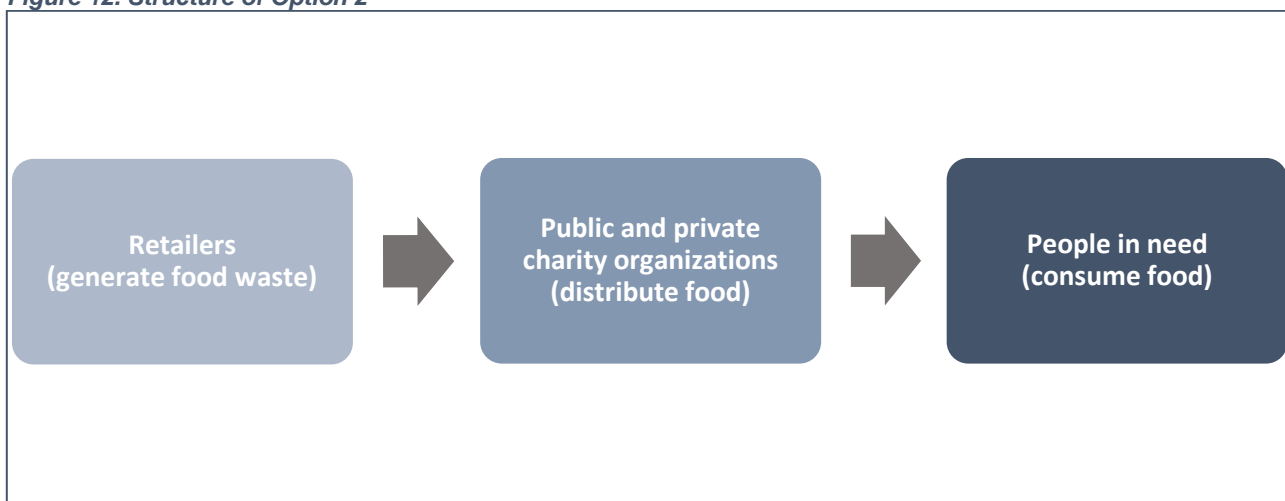 Figure 12. Structure of Option 2
Retailers
(generate food waste)
Public and private
charity organizations
(distribute food)
People in need
(consume food)